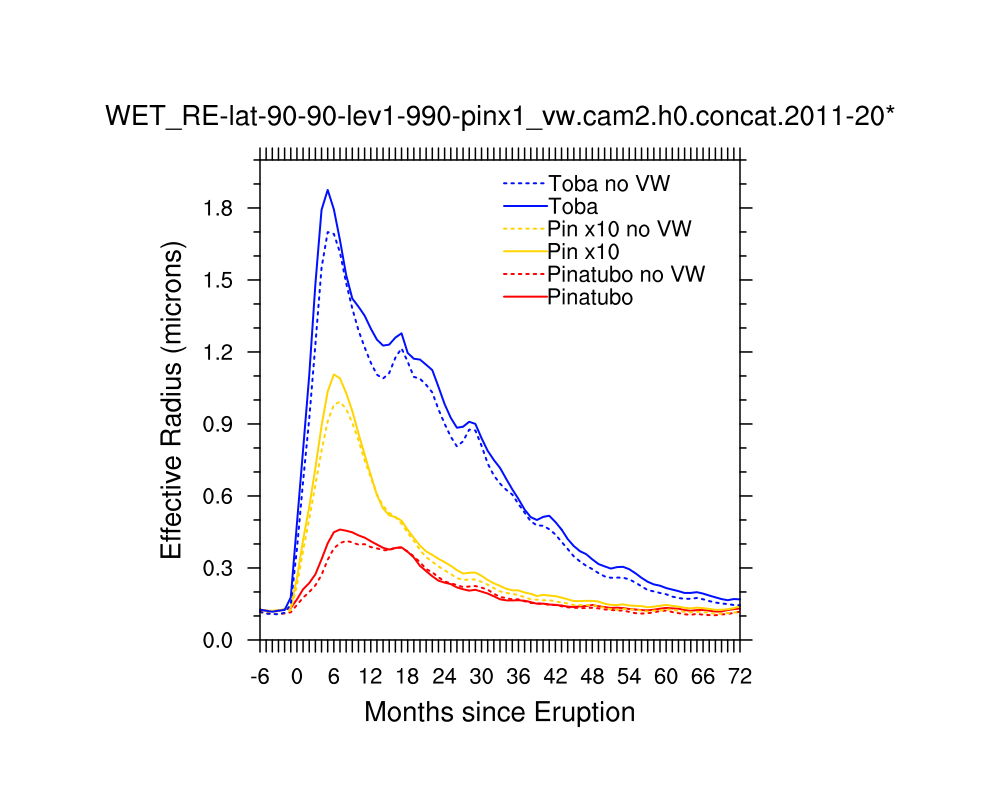 WET_RE-lat-90-90-lev1-990-pinx1_vw.cam2.h0.concat.2011-20*
Toba no VW
Toba
Pin x10 no VW
Pin x10
Pinatubo no VW
Pinatubo
1.8
1.5
1.2
0.9
0.6
0.3
0.0
Effective Radius (microns)
-6 0 6 12 18 24 30 36 42 48 54 60 66 72
Months since Eruption